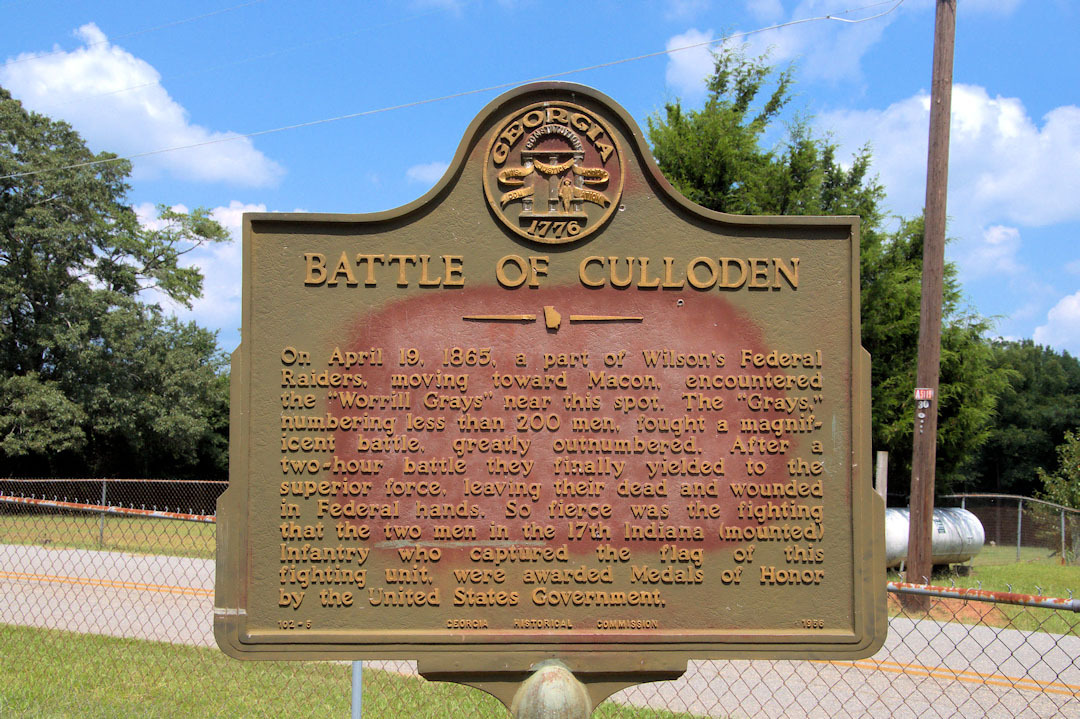 GEORGIA
CONSTITUTION
1776
BATTLE OF CULLODEN
On April 19, 1865, a part of Wilson's Federal
Raiders, moving toward Macon, encountered
the "Worrill Grays" near this spot. The "Grays,"
numbering less than 200 men, fought a magnif-
icent battle, greatly outnumbered. After a
two-hour battle they finally yielded to the
superior force, leaving their dead and wounded
in Federal hands. So fierce was the fighting
that the two men in the 17th Indiana (mounted)
Infantry who captured the flag of this
fighting unit, were awarded Medals of Honor
by the United States Government.
102-5 GEORGIA HISTORICAL COMMISSION 1956